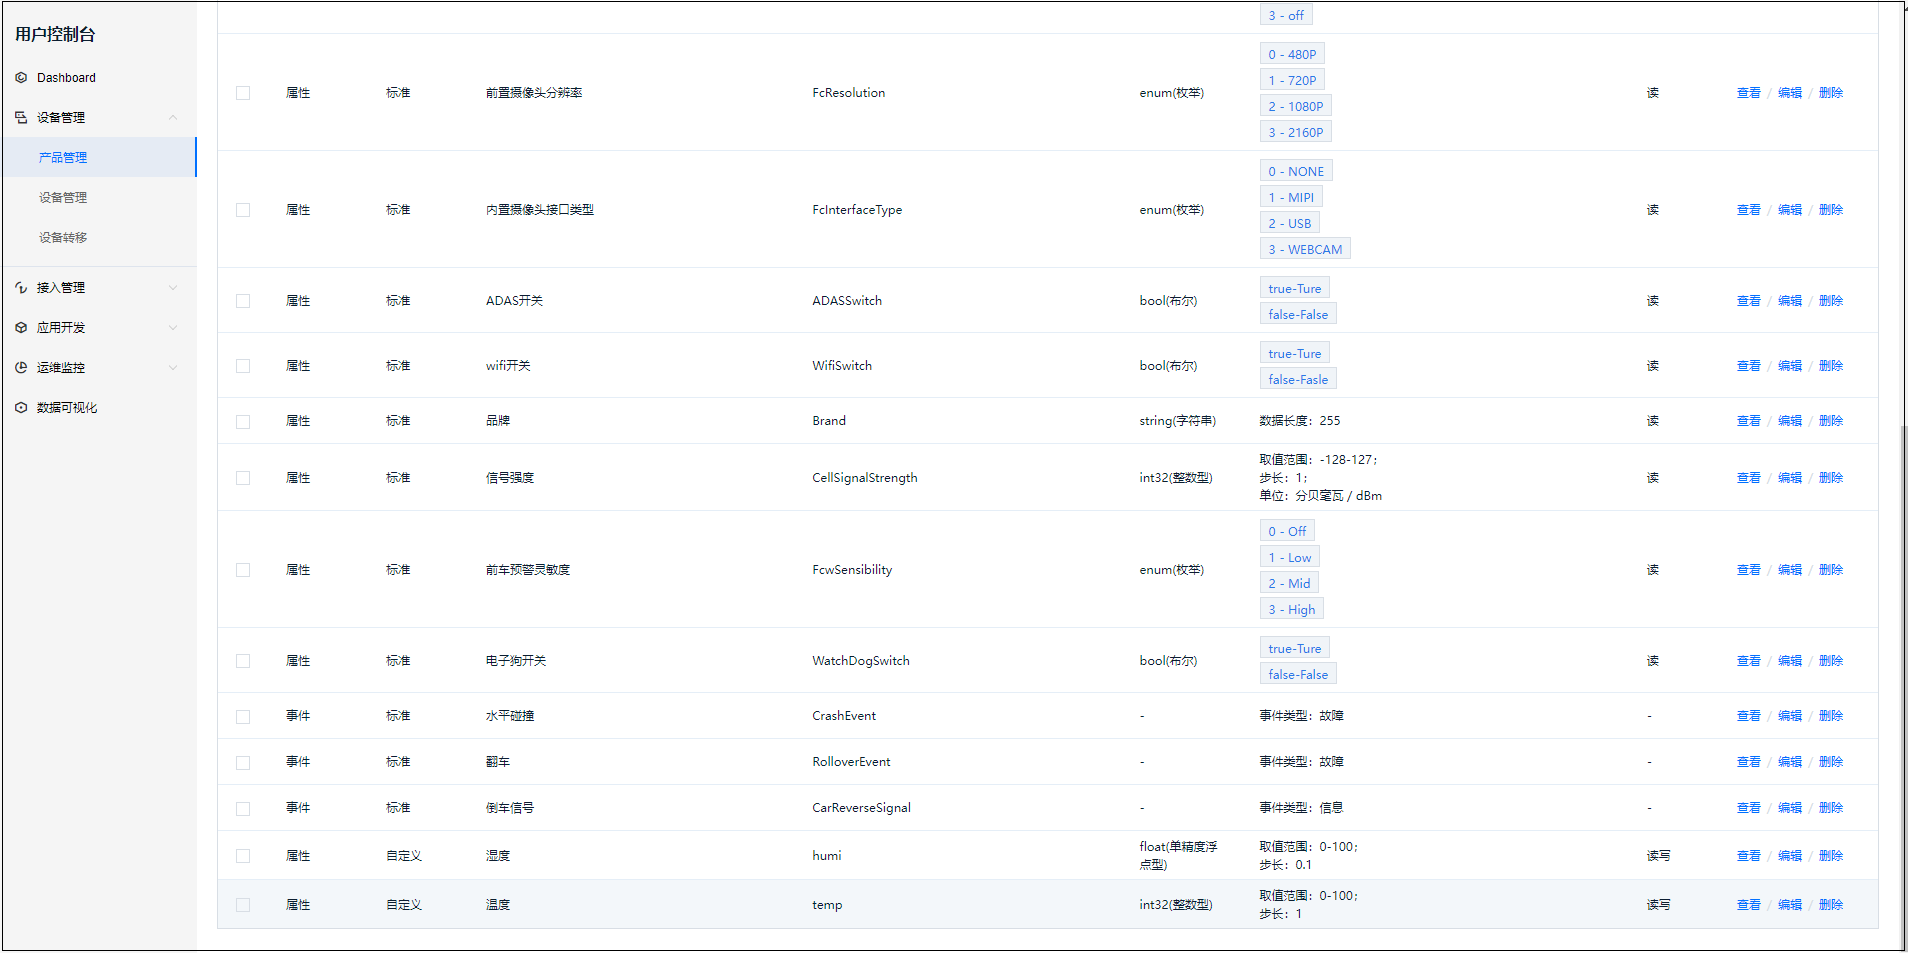 用户控制台
Dashboard
设备管理
产品管理
设备管理
设备转移
接入管理
应用开发
运维监控
数据可视化
3 - off
属性 标准 前置摄像头分辨率 FcResolution enum(枚举) 0 - 480P 读 查看 / 编辑 / 删除
1 - 720P
2 - 1080P
3 - 2160P
属性 标准 内置摄像头接口类型 FcInterfaceType enum(枚举) 0 - NONE 读 查看 / 编辑 / 删除
1 - MIPI
2 - USB
3 - WEBCAM
属性 标准 ADAS开关 ADASSwitch bool(布尔) true-Ture 读 查看 / 编辑 / 删除
false-False
属性 标准 wifi开关 WifiSwitch bool(布尔) true-Ture 读 查看 / 编辑 / 删除
false-Fasle
属性 标准 品牌 Brand string(字符串) 数据长度：255 读 查看 / 编辑 / 删除
属性 标准 信号强度 CellSignalStrength int32(整数型) 取值范围：-128-127； 读 查看 / 编辑 / 删除
步长：1；
单位：分贝毫瓦 / dBm
属性 标准 前车预警灵敏度 FcwSensibility enum(枚举) 0 - Off 读 查看 / 编辑 / 删除
1 - Low
2 - Mid
3 - High
属性 标准 电子狗开关 WatchDogSwitch bool(布尔) true-Ture 读 查看 / 编辑 / 删除
false-False
事件 标准 水平碰撞 CrashEvent - 事件类型：故障 - 查看 / 编辑 / 删除
事件 标准 翻车 RolloverEvent - 事件类型：故障 - 查看 / 编辑 / 删除
事件 标准 倒车信号 CarReverseSignal - 事件类型：信息 - 查看 / 编辑 / 删除
属性 自定义 湿度 humi float(单精度浮点型) 取值范围：0-100； 读写 查看 / 编辑 / 删除
步长：0.1
属性 自定义 温度 temp int32(整数型) 取值范围：0-100； 读写 查看 / 编辑 / 删除
步长：1